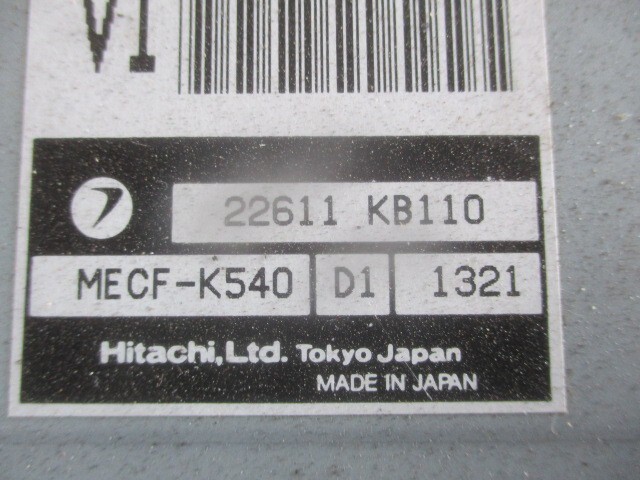 22611 KB110
MECF-K540 D1 1321
Hitachi,Ltd. Tokyo Japan
MADE IN JAPAN